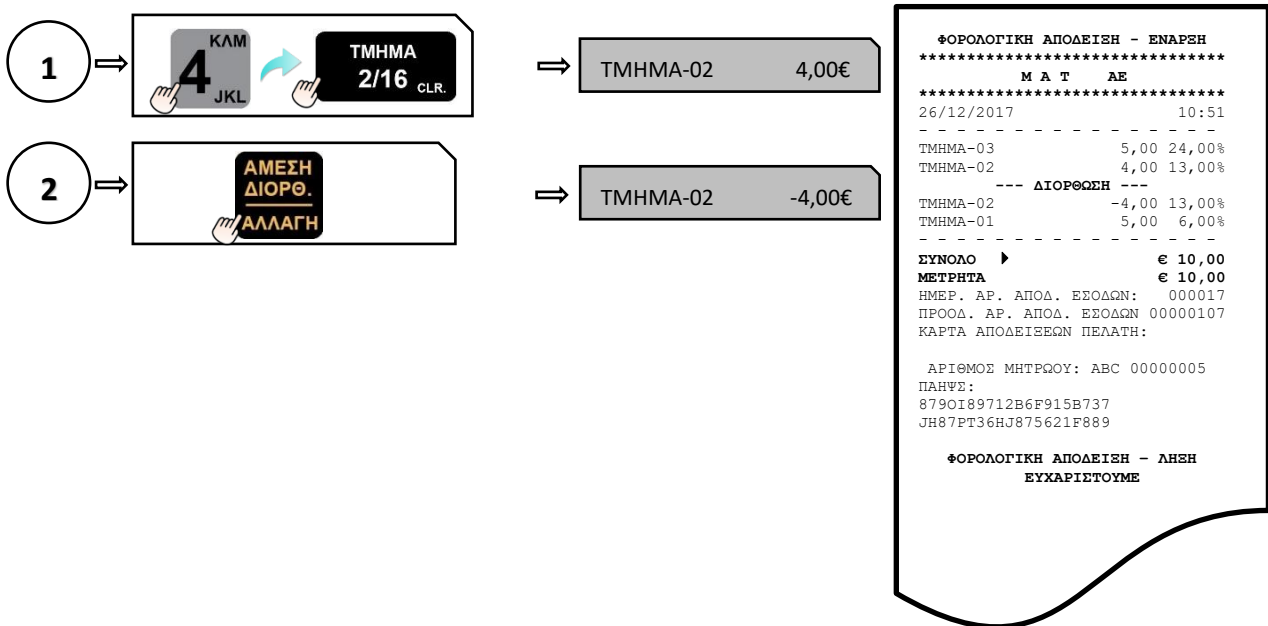 1
4
ΚΛΜ
JKL
ΤΜΗΜΑ
2/16 CLR.
ΤΜΗΜΑ-02 4,00€
2
ΑΜΕΣΗ
ΔΙΟΡΘ.
ΑΛΛΑΓΗ
ΤΜΗΜΑ-02 -4,00€
ΦΟΡΟΛΟΓΙΚΗ ΑΠΟΔΕΙΞΗ - ΕΝΑΡΞΗ
********************************
Μ Α Τ ΑΕ
********************************
26/12/2017 10:51
- - - - - - - - - - - - - - - -
ΤΜΗΜΑ-03 5,00 24,00%
ΤΜΗΜΑ-02 4,00 13,00%
--- ΔΙΟΡΘΩΣΗ ---
ΤΜΗΜΑ-02 -4,00 13,00%
ΤΜΗΜΑ-01 5,00 6,00%
- - - - - - - - - - - - - - - -
ΣΥΝΟΛΟ € 10,00
ΜΕΤΡΗΤΑ € 10,00
ΗΜΕΡ. ΑΡ. ΑΠΟΔ. ΕΣΟΔΩΝ: 000017
ΠΡΟΟΔ. ΑΡ. ΑΠΟΔ. ΕΣΟΔΩΝ 00000107
ΚΑΡΤΑ ΑΠΟΔΕΙΞΕΩΝ ΠΕΛΑΤΗ:
ΑΡΙΘΜΟΣ ΜΗΤΡΩΟΥ: ABC 00000005
ΠΑΗΨΣ:
879OI89712B6F915B737
JH87PT36HJ875621F889
ΦΟΡΟΛΟΓΙΚΗ ΑΠΟΔΕΙΞΗ – ΛΗΞΗ
ΕΥΧΑΡΙΣΤΟΥΜΕ